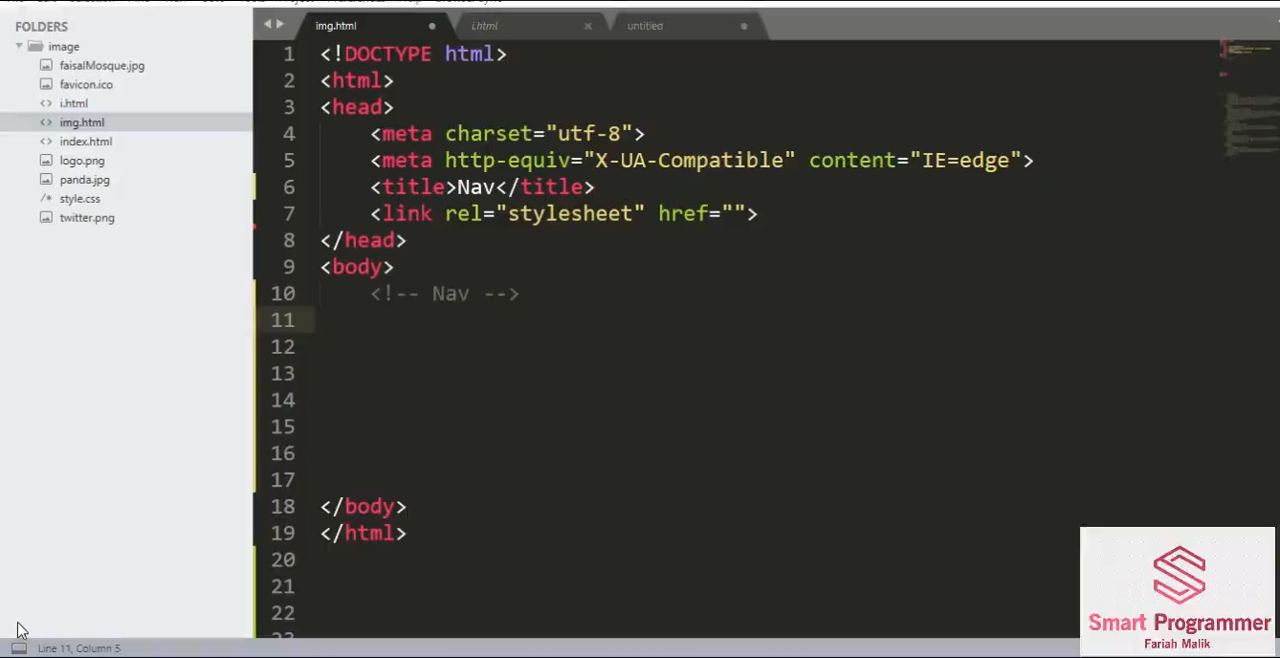 FOLDERS
image
faisalMosque.jpg
favicon.ico
<> i.html
<> img.html
<> index.html
logo.png
panda.jpg
/* style.css
twitter.png
img.html
i.html
untitled
1 <!DOCTYPE html>
2 <html>
3 <head>
4 <meta charset="utf-8">
5 <meta http-equiv="X-UA-Compatible" content="IE=edge">
6 <title>Nav</title>
7 <link rel="stylesheet" href="">
8 </head>
9 <body>
10 <!-- Nav -->
11
12
13
14
15
16
17
18 </body>
19 </html>
20
21
22
Smart Programmer
Fariah Malik
Line 11, Column 5